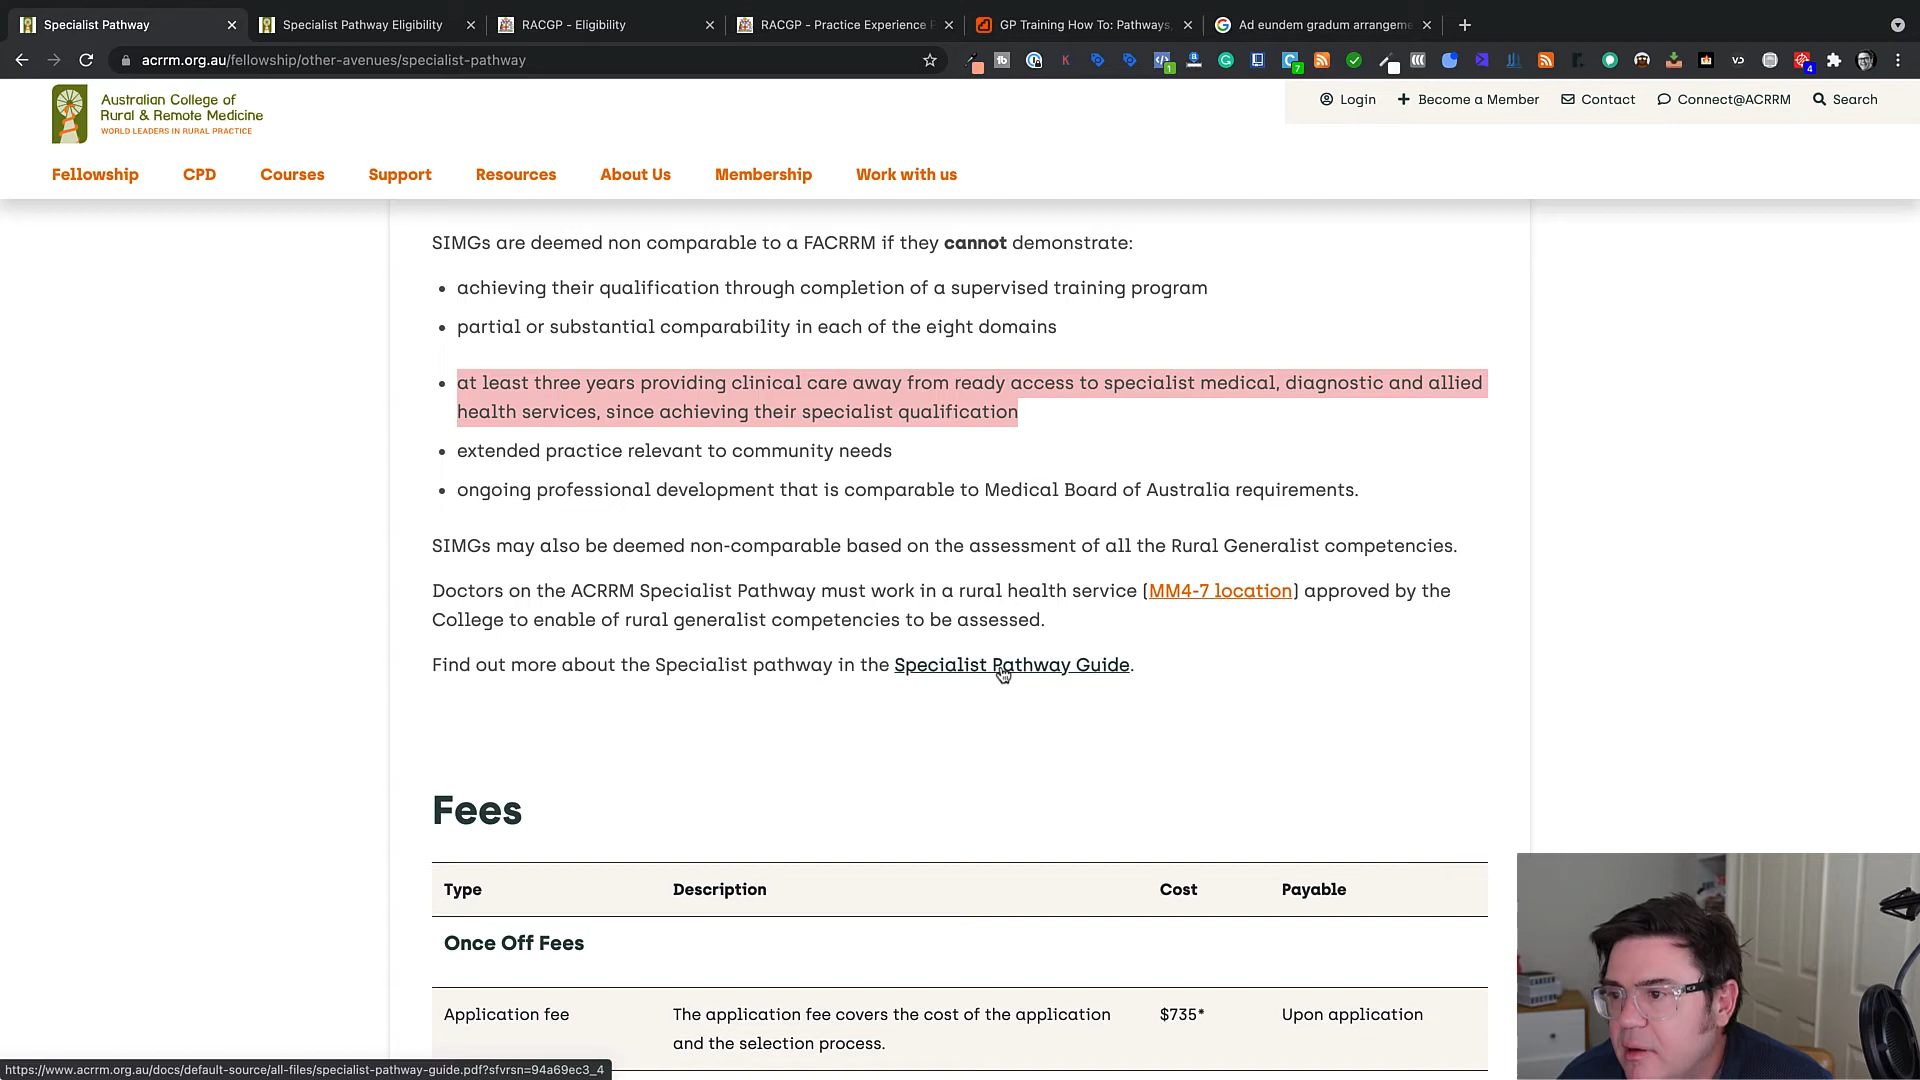 Specialist Pathway
Specialist Pathway Eligibility
RACGP - Eligibility
RACGP - Practice Experience
GP Training How To: Pathways,
Ad eundem gradum arrangeme
acrrm.org.au/fellowship/other-avenues/specialist-pathway
Australian College of
Rural & Remote Medicine
WORLD LEADERS IN RURAL PRACTICE
Login
Become a Member
Contact
Connect@ACRRM
Search
Fellowship
CPD
Courses
Support
Resources
About Us
Membership
Work with us
SIMGs are deemed non comparable to a FACRRM if they cannot demonstrate:
• achieving their qualification through completion of a supervised training program
• partial or substantial comparability in each of the eight domains
• at least three years providing clinical care away from ready access to specialist medical, diagnostic and allied
health services, since achieving their specialist qualification
• extended practice relevant to community needs
• ongoing professional development that is comparable to Medical Board of Australia requirements.
SIMGs may also be deemed non-comparable based on the assessment of all the Rural Generalist competencies.
Doctors on the ACRRM Specialist Pathway must work in a rural health service (MM4-7 location) approved by the
College to enable of rural generalist competencies to be assessed.
Find out more about the Specialist pathway in the Specialist Pathway Guide.
Fees
Type Description Cost Payable
Once Off Fees
Application fee The application fee covers the cost of the application $735* Upon application
and the selection process.
https://www.acrrm.org.au/docs/default-source/all-files/specialist-pathway-guide.pdf?sfvrsn=94a69ec3_4